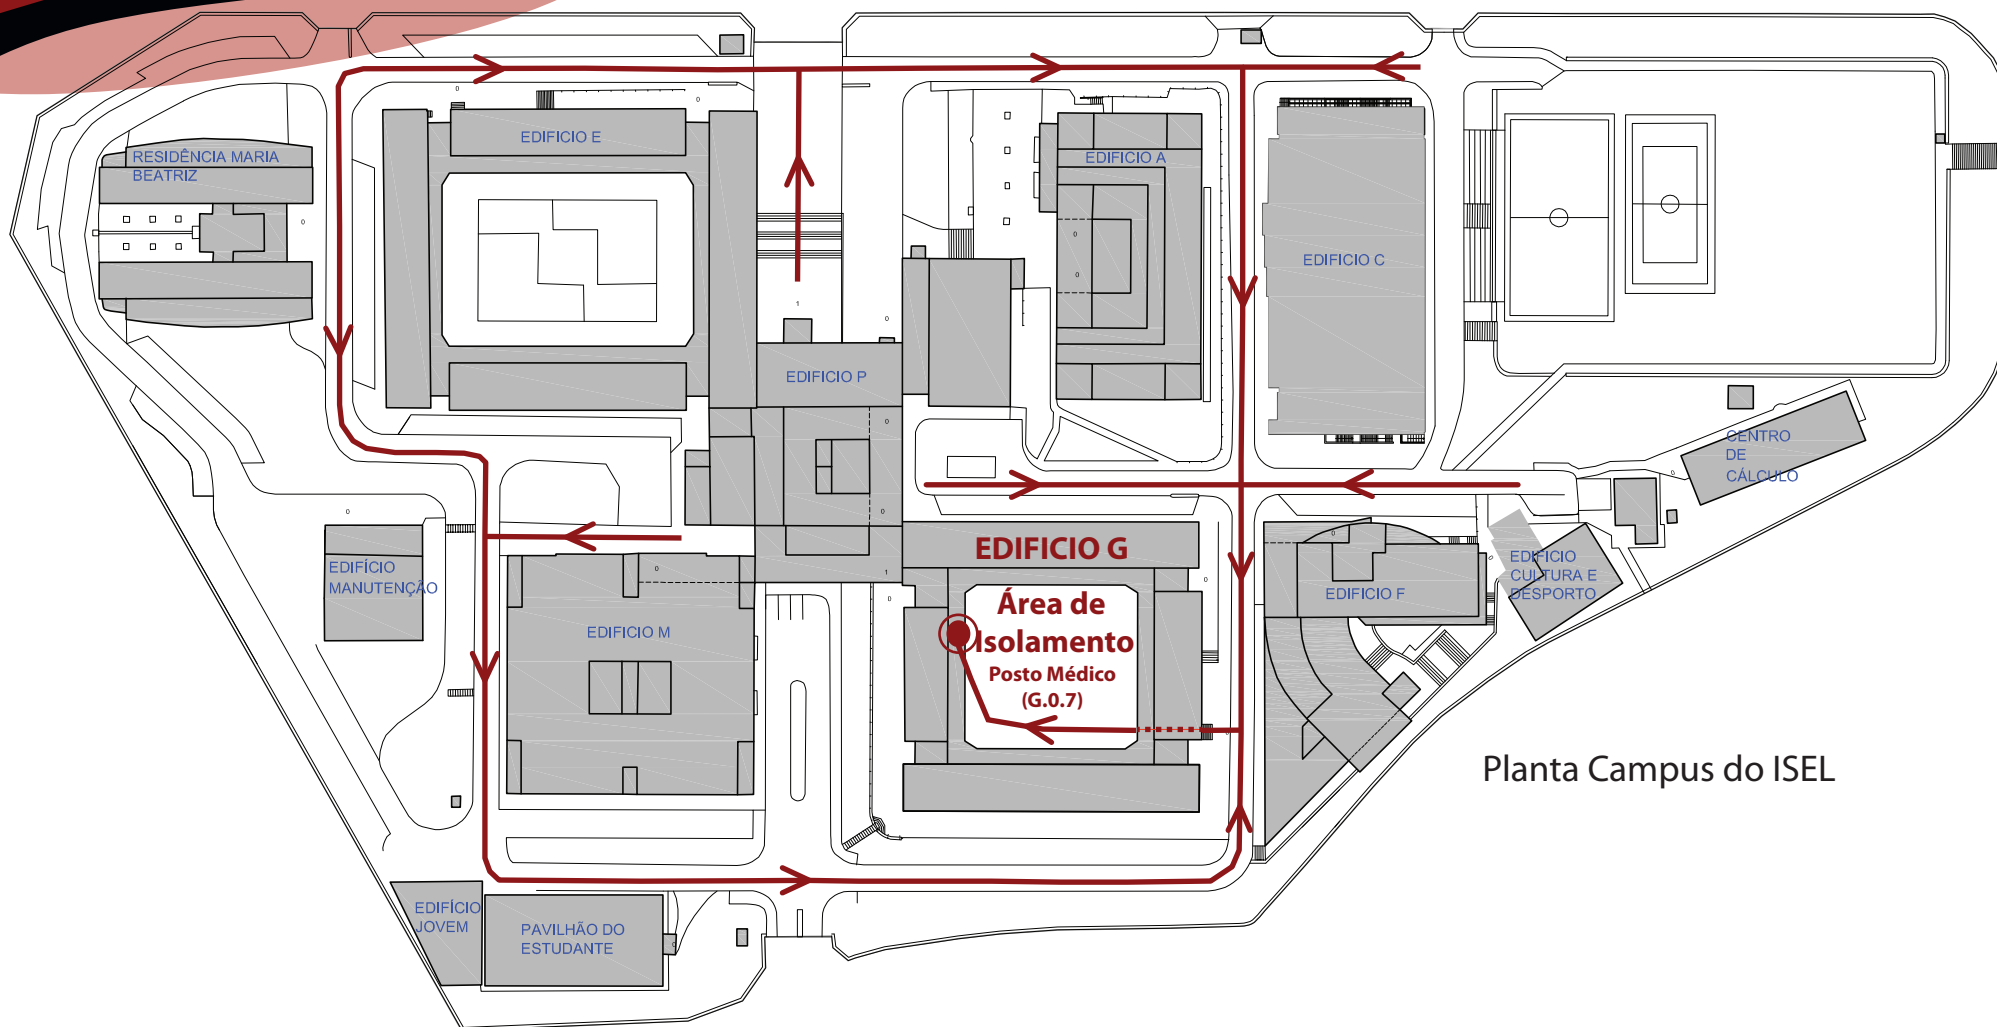 EDIFICIO E
RESIDÊNCIA MARIA
BEATRIZ
EDIFICIO A
EDIFICIO C
EDIFICIO P
CENTRO
DE
CÁLCULO
EDIFICIO G
EDIFÍCIO
MANUTENÇÃO
EDIFICIO M
Área de
Isolamento
Posto Médico
(G.0.7)
EDIFICIO F
EDIFICIO
CULTURA E
DESPORTO
Planta Campus do ISEL
EDIFÍCIO
JOVEM
PAVILHÃO DO
ESTUDANTE